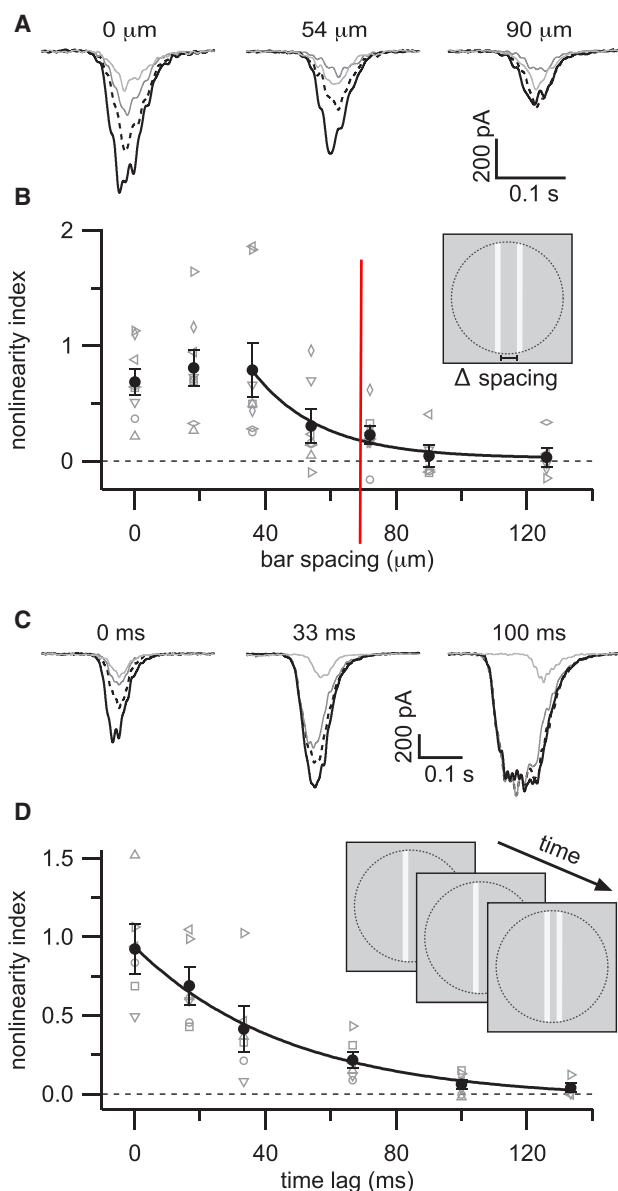 A
0 μm
54 μm
90 μm
200 pA
0.1 s
B
2
1
0
nonlinearity index
Δ spacing
0
40
80
120
bar spacing (μm)
C
0 ms
33 ms
100 ms
200 pA
0.1 s
D
1.5
1.0
0.5
0.0
nonlinearity index
time
0
40
80
120
time lag (ms)